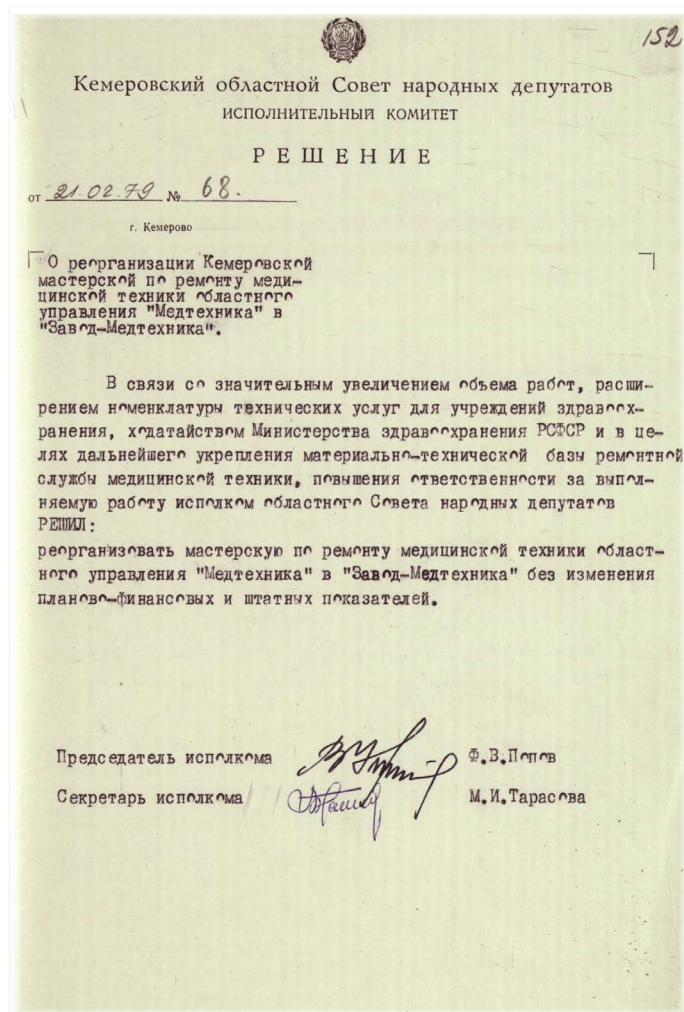 152
Кемеровский областной Совет народных депутатов
ИСПОЛНИТЕЛЬНЫЙ КОМИТЕТ
РЕШЕНИЕ
от 21.02.79 № 68.
г. Кемерово
О реорганизации Кемеровской
мастерской по ремонту меди-
цинской техники областного
управления "Медтехника" в
"Завод-Медтехника".
В связи со значительным увеличением объема работ, расши-
рением номенклатуры технических услуг для учреждений здравоох-
ранения, ходатайством Министерства здравоохранения РСФСР и в це-
лях дальнейшего укрепления материально-технической базы ремонтной
службы медицинской техники, повышения ответственности за выпол-
няемую работу исполком областного Совета народных депутатов
РЕШИЛ:
реорганизовать мастерскую по ремонту медицинской техники област-
ного управления "Медтехника" в "Завод-Медтехника" без изменения
планово-финансовых и штатных показателей.
Председатель исполкома Ф.В.Попов
Секретарь исполкома М.И.Тарасова